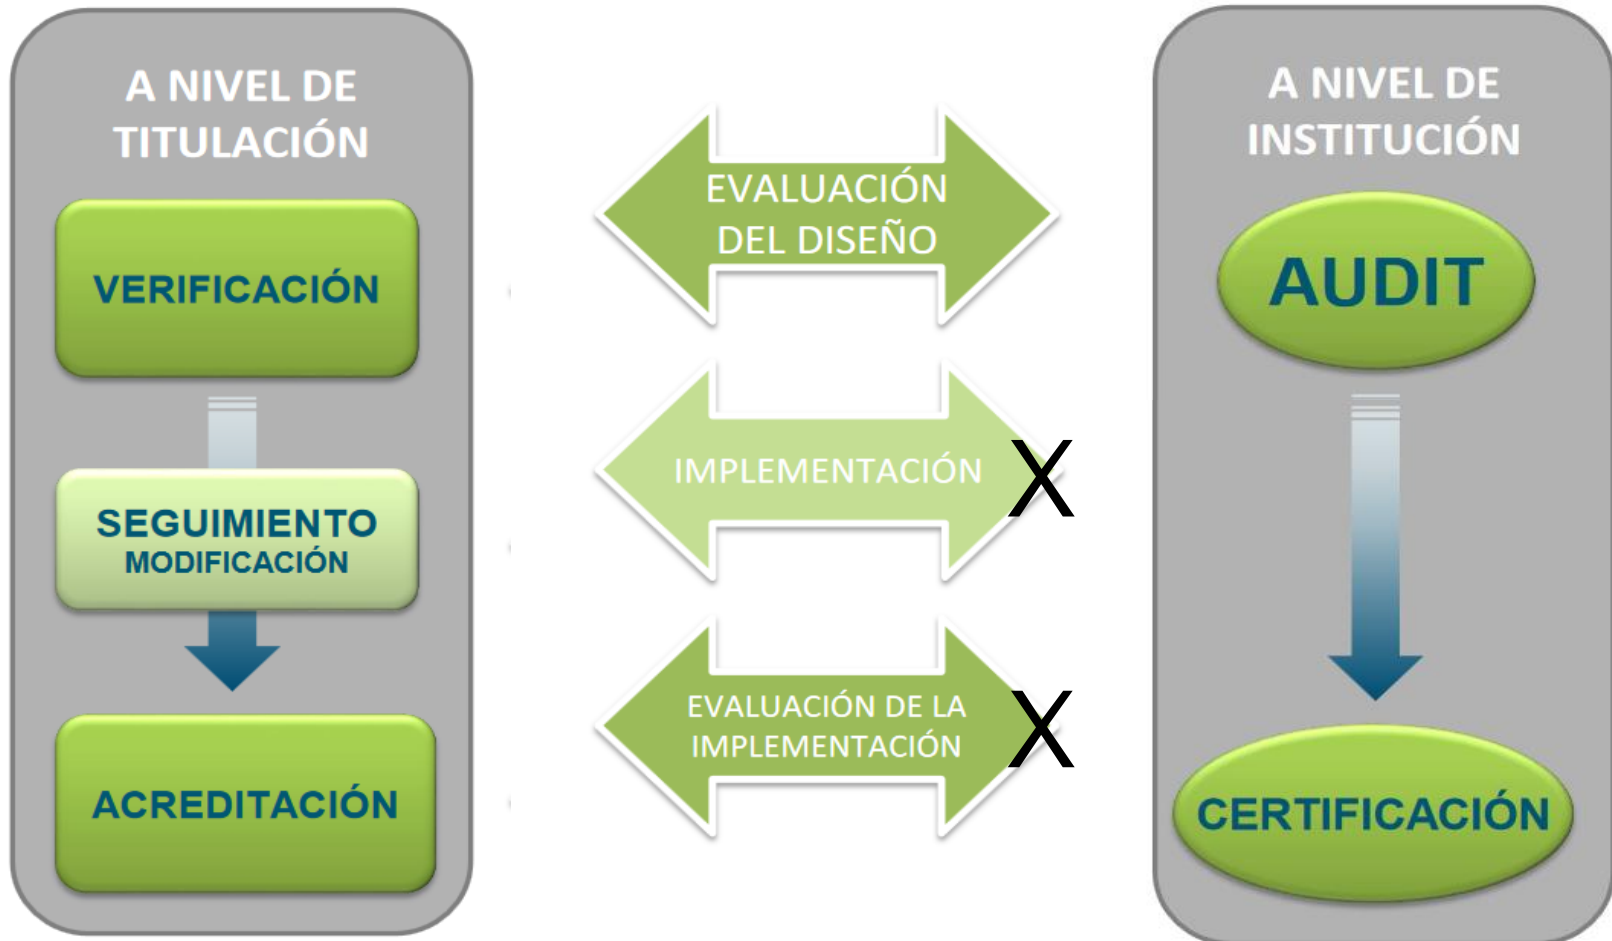 A NIVEL DE
TITULACIÓN
VERIFICACIÓN
SEGUIMIENTO
MODIFICACIÓN
ACREDITACIÓN
EVALUACIÓN
DEL DISEÑO
IMPLEMENTACIÓN
X
EVALUACIÓN DE LA
IMPLEMENTACIÓN
X
A NIVEL DE
INSTITUCIÓN
AUDIT
CERTIFICACIÓN